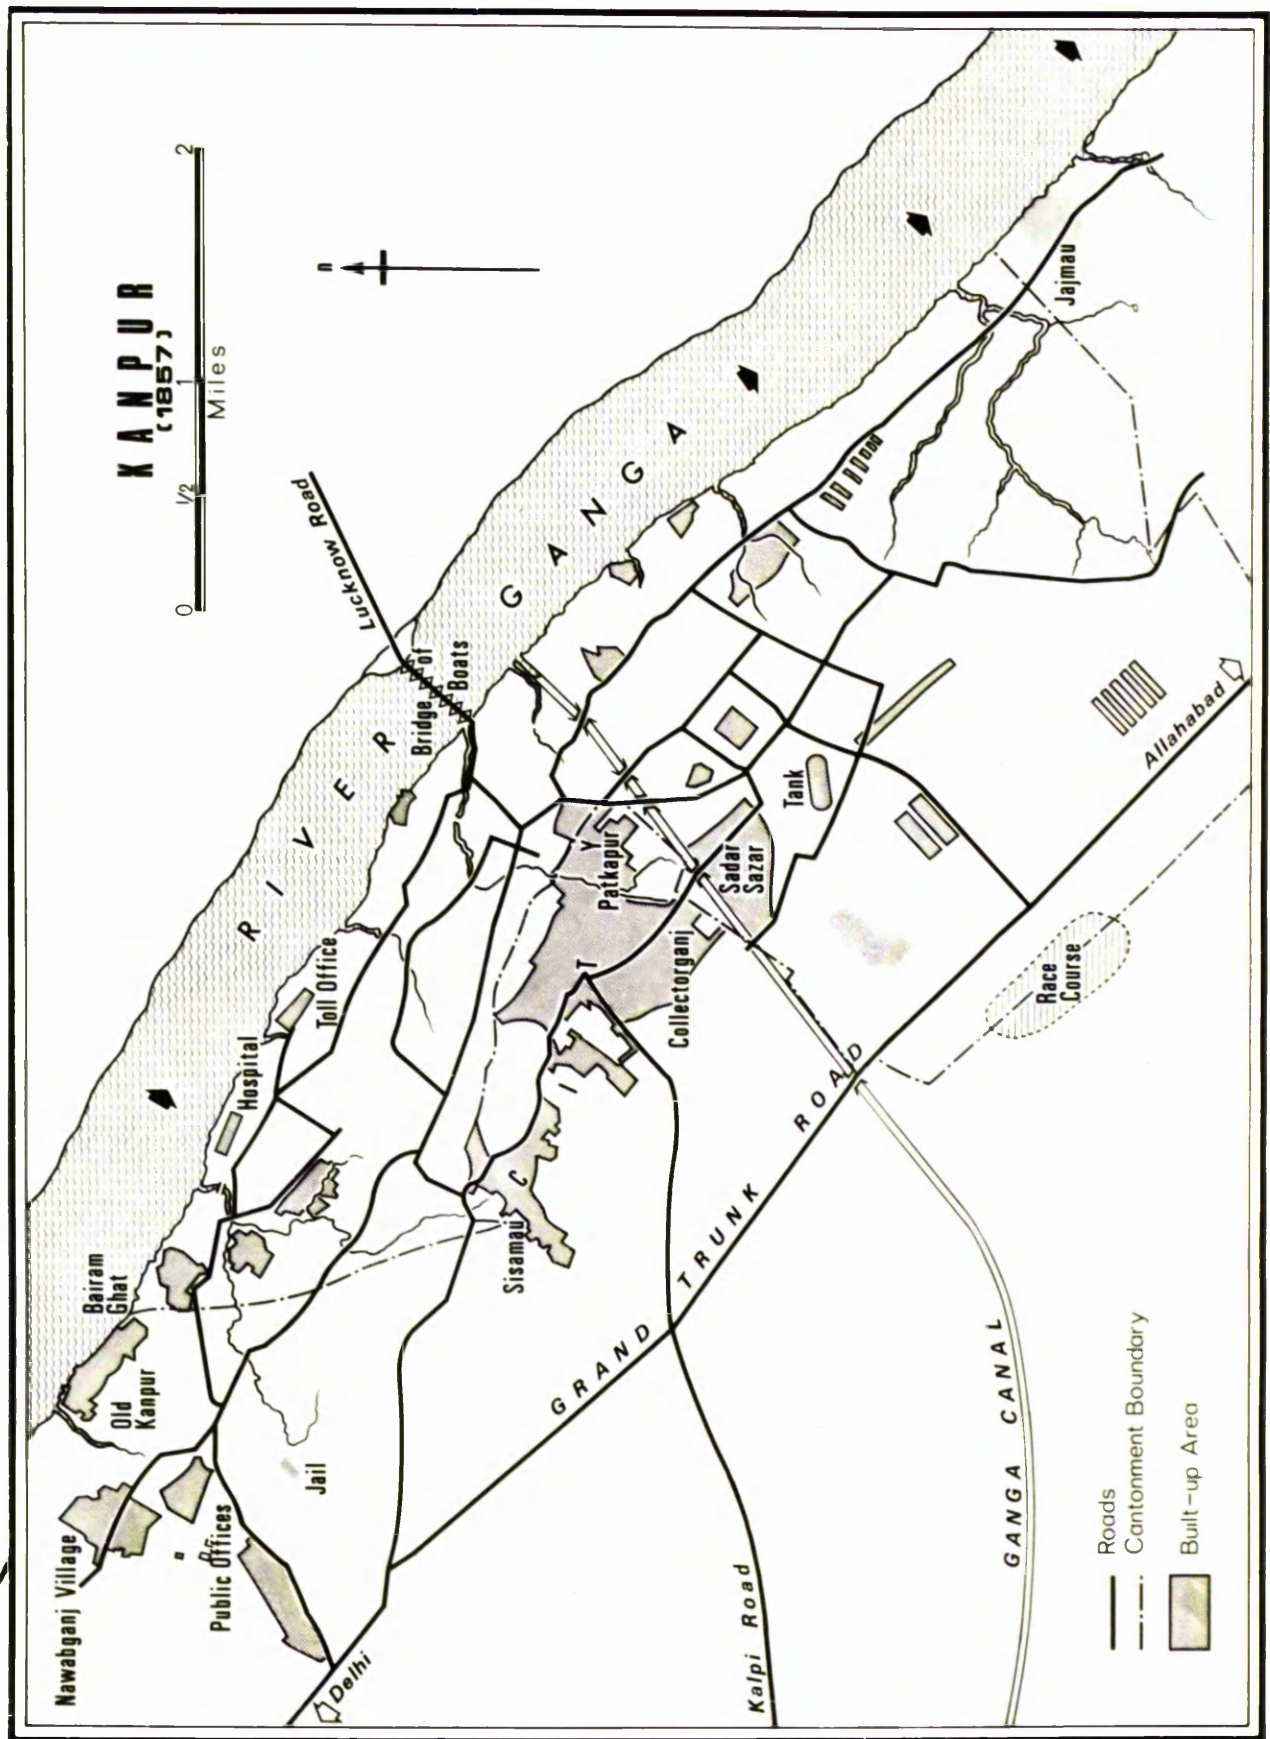 KANPUR
(1857)
0 1/2 1 2
Miles
n
Lucknow Road
Bridge of
Boats
RIVER GANGA
Bairam
Ghat
Old
Kanpur
Nawabganj Village
Public Offices
Jail
Hospital
Toll Office
Sisamau
CITY
Patkapur
Collectorganj
Sadar
Sazar
Tank
Jajmau
Race
Course
GRAND TRUNK ROAD
Delhi
Allahabad
Kalpi Road
GANGA CANAL
Roads
Cantonment Boundary
Built-up Area